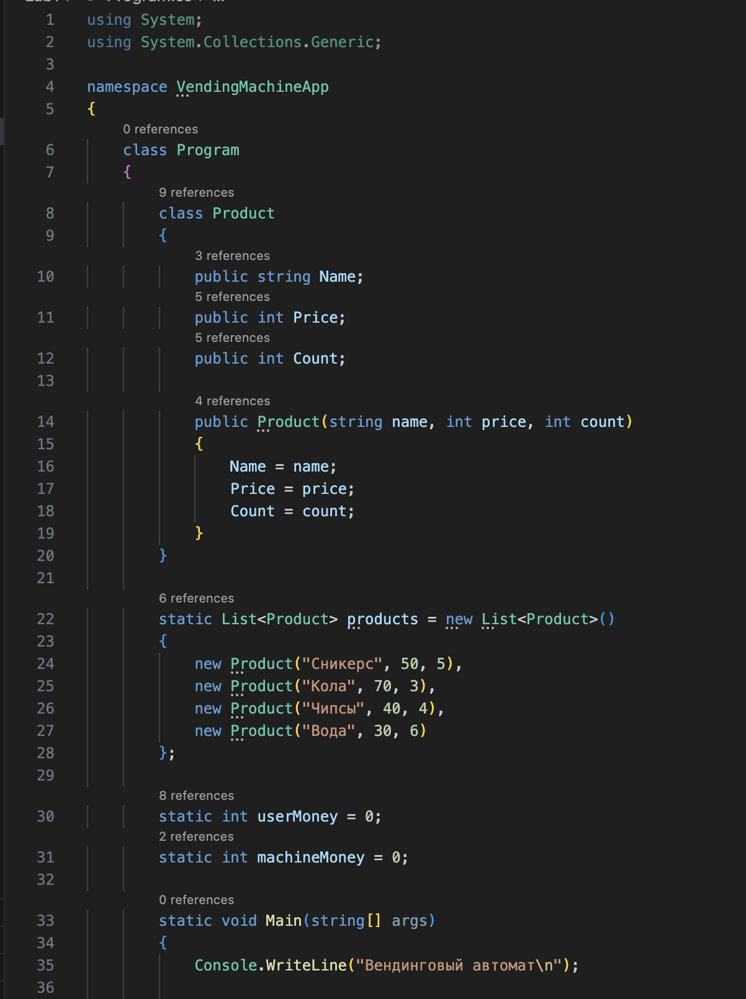 1 using System;
2 using System.Collections.Generic;
3
4 namespace VendingMachineApp
5 {
0 references
6 class Program
7 {
9 references
8 class Product
9 {
3 references
10 public string Name;
5 references
11 public int Price;
5 references
12 public int Count;
13
4 references
14 public Product(string name, int price, int count)
15 {
16 Name = name;
17 Price = price;
18 Count = count;
19 }
20 }
21
6 references
22 static List<Product> products = new List<Product>()
23 {
24 new Product("Сникерс", 50, 5),
25 new Product("Кола", 70, 3),
26 new Product("Чипсы", 40, 4),
27 new Product("Вода", 30, 6)
28 };
29
8 references
30 static int userMoney = 0;
2 references
31 static int machineMoney = 0;
32
0 references
33 static void Main(string[] args)
34 {
35 Console.WriteLine("Вендинговый автомат\n");
36